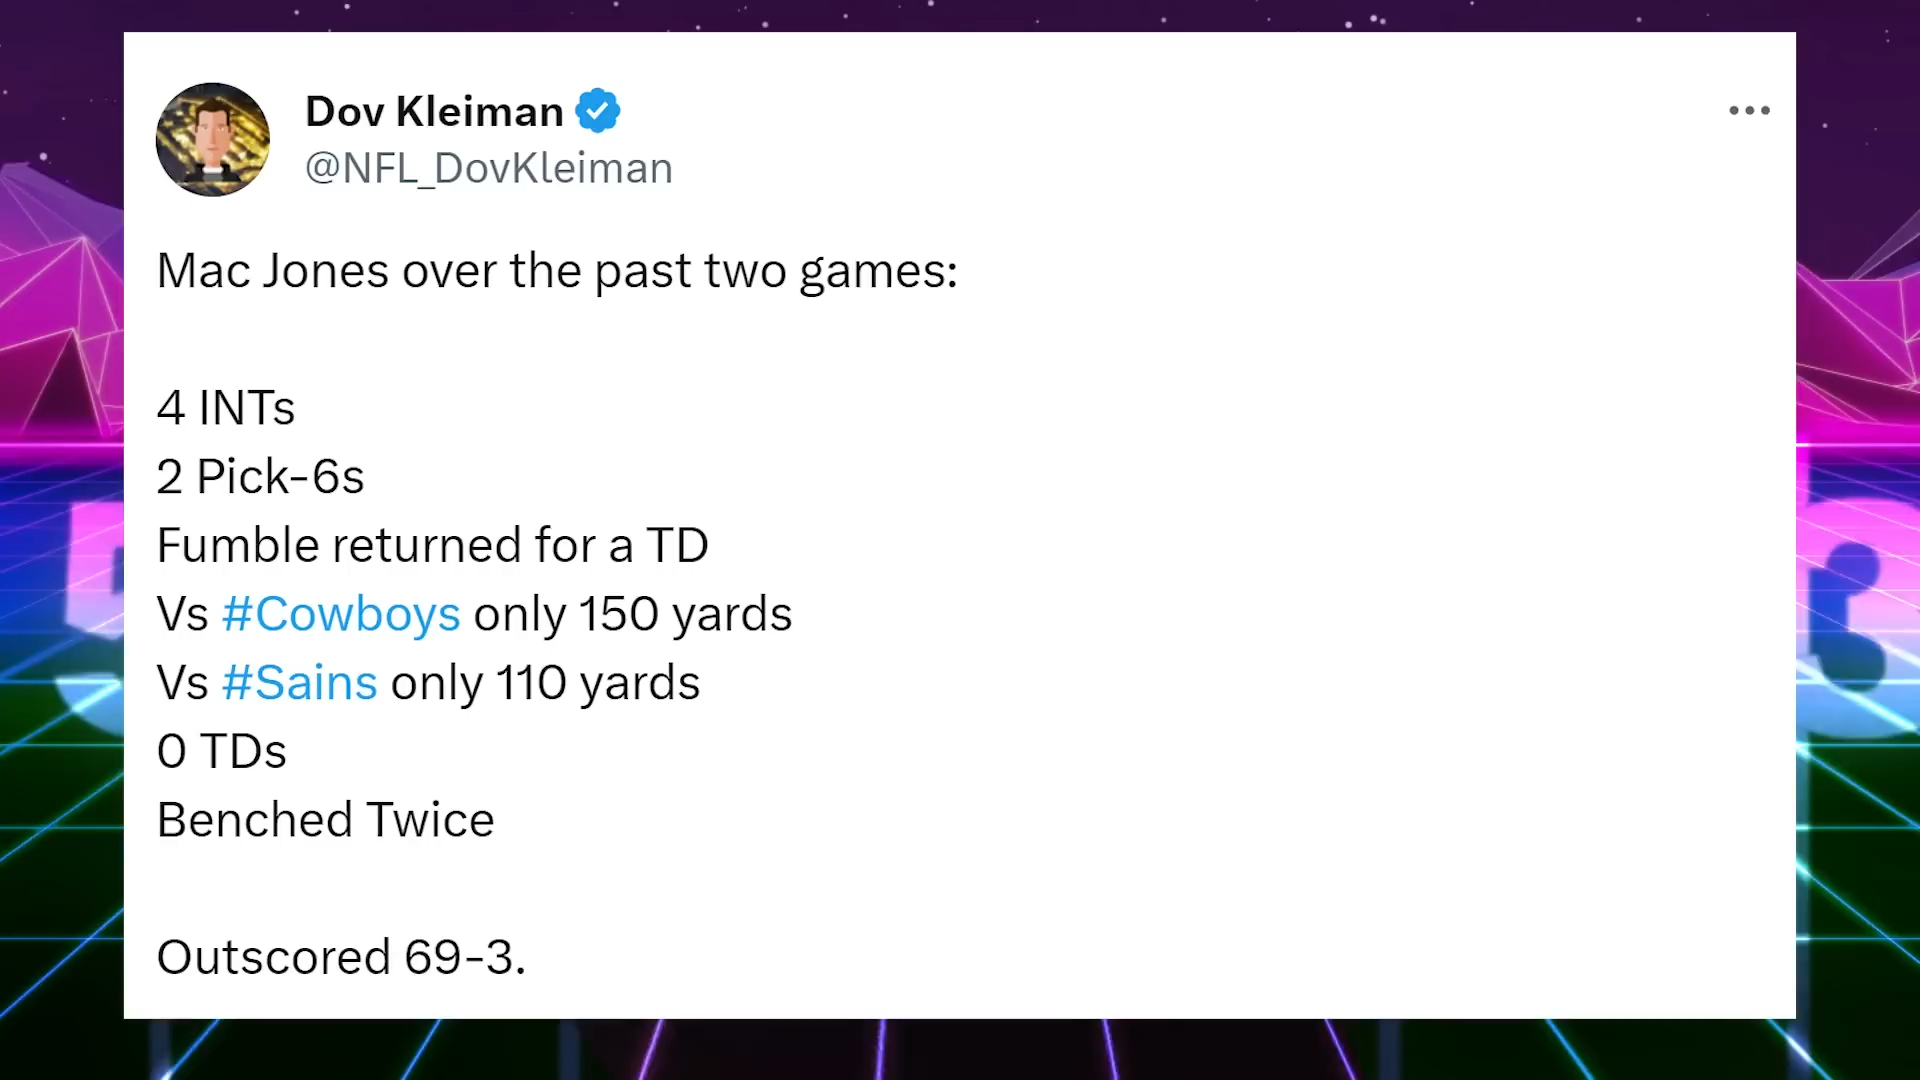 Dov Kleiman
@NFL_DovKleiman
Mac Jones over the past two games:
4 INTs
2 Pick-6s
Fumble returned for a TD
Vs #Cowboys only 150 yards
Vs #Sains only 110 yards
0 TDs
Benched Twice
Outscored 69-3.